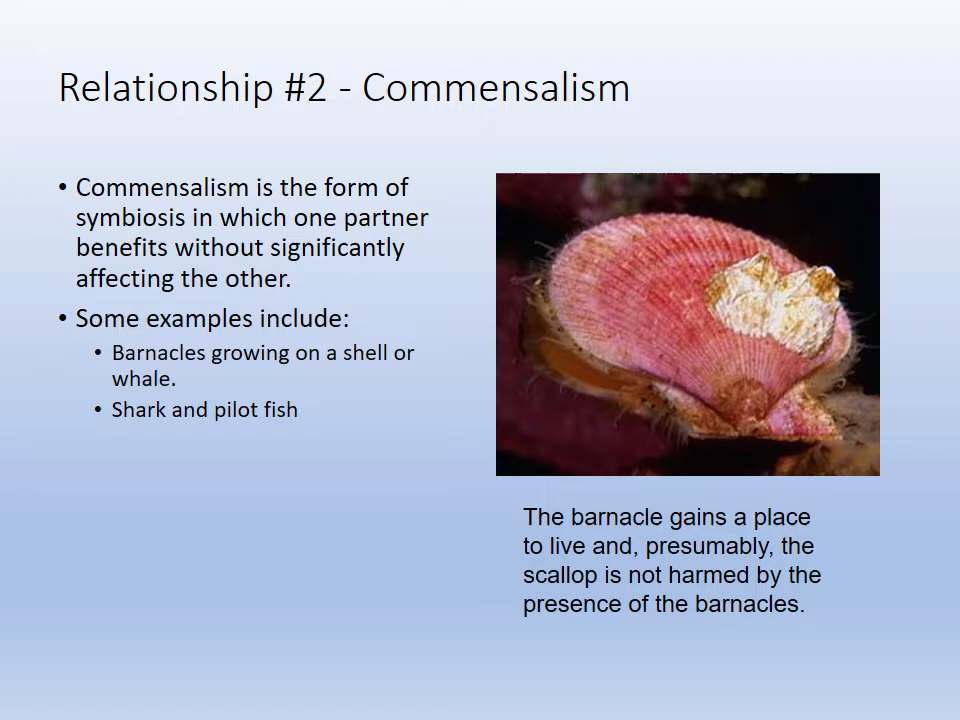 Relationship #2 - Commensalism
• Commensalism is the form of
symbiosis in which one partner
benefits without significantly
affecting the other.
• Some examples include:
• Barnacles growing on a shell or
whale.
• Shark and pilot fish
The barnacle gains a place
to live and, presumably, the
scallop is not harmed by the
presence of the barnacles.